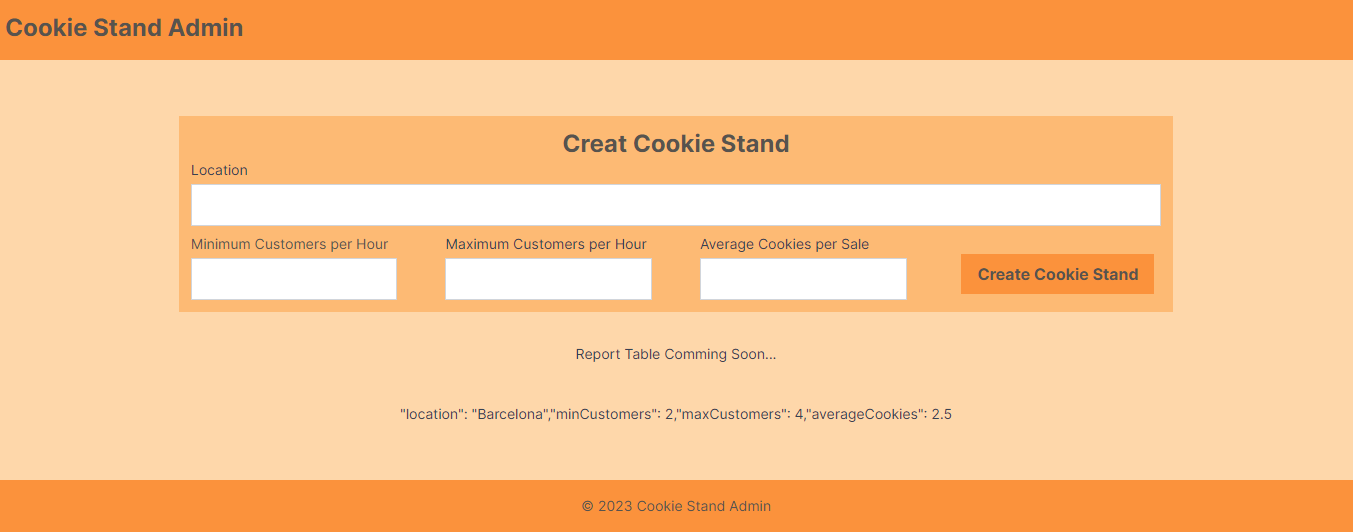 Cookie Stand Admin
Creat Cookie Stand
Location
Minimum Customers per Hour
Maximum Customers per Hour
Average Cookies per Sale
Create Cookie Stand
Report Table Comming Soon...
"location": "Barcelona","minCustomers": 2,"maxCustomers": 4,"averageCookies": 2.5
© 2023 Cookie Stand Admin